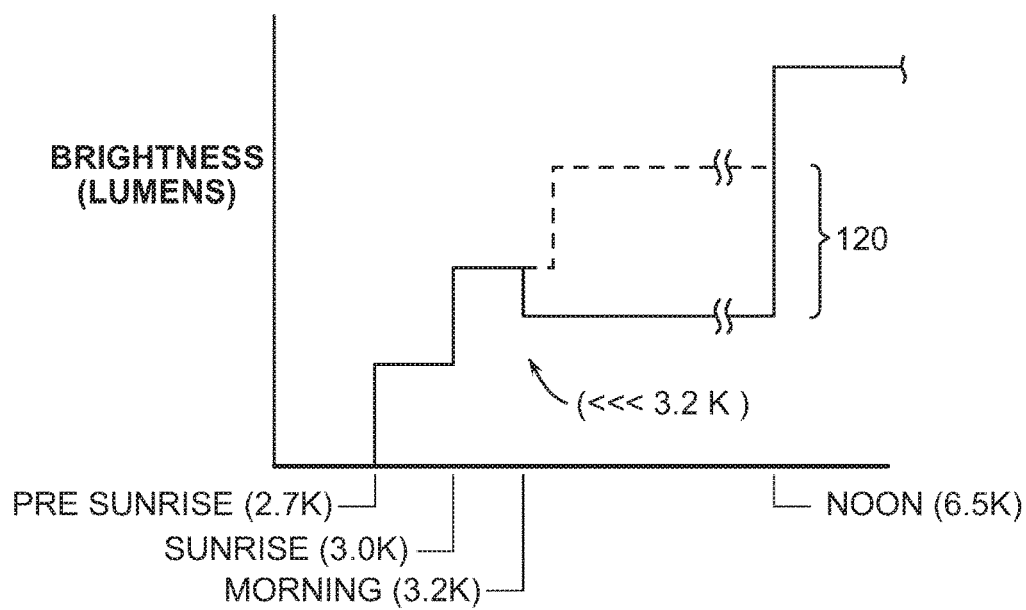 BRIGHTNESS
(LUMENS)
120
(<<< 3.2 K )
PRE SUNRISE (2.7K)
NOON (6.5K)
SUNRISE (3.0K)
MORNING (3.2K)